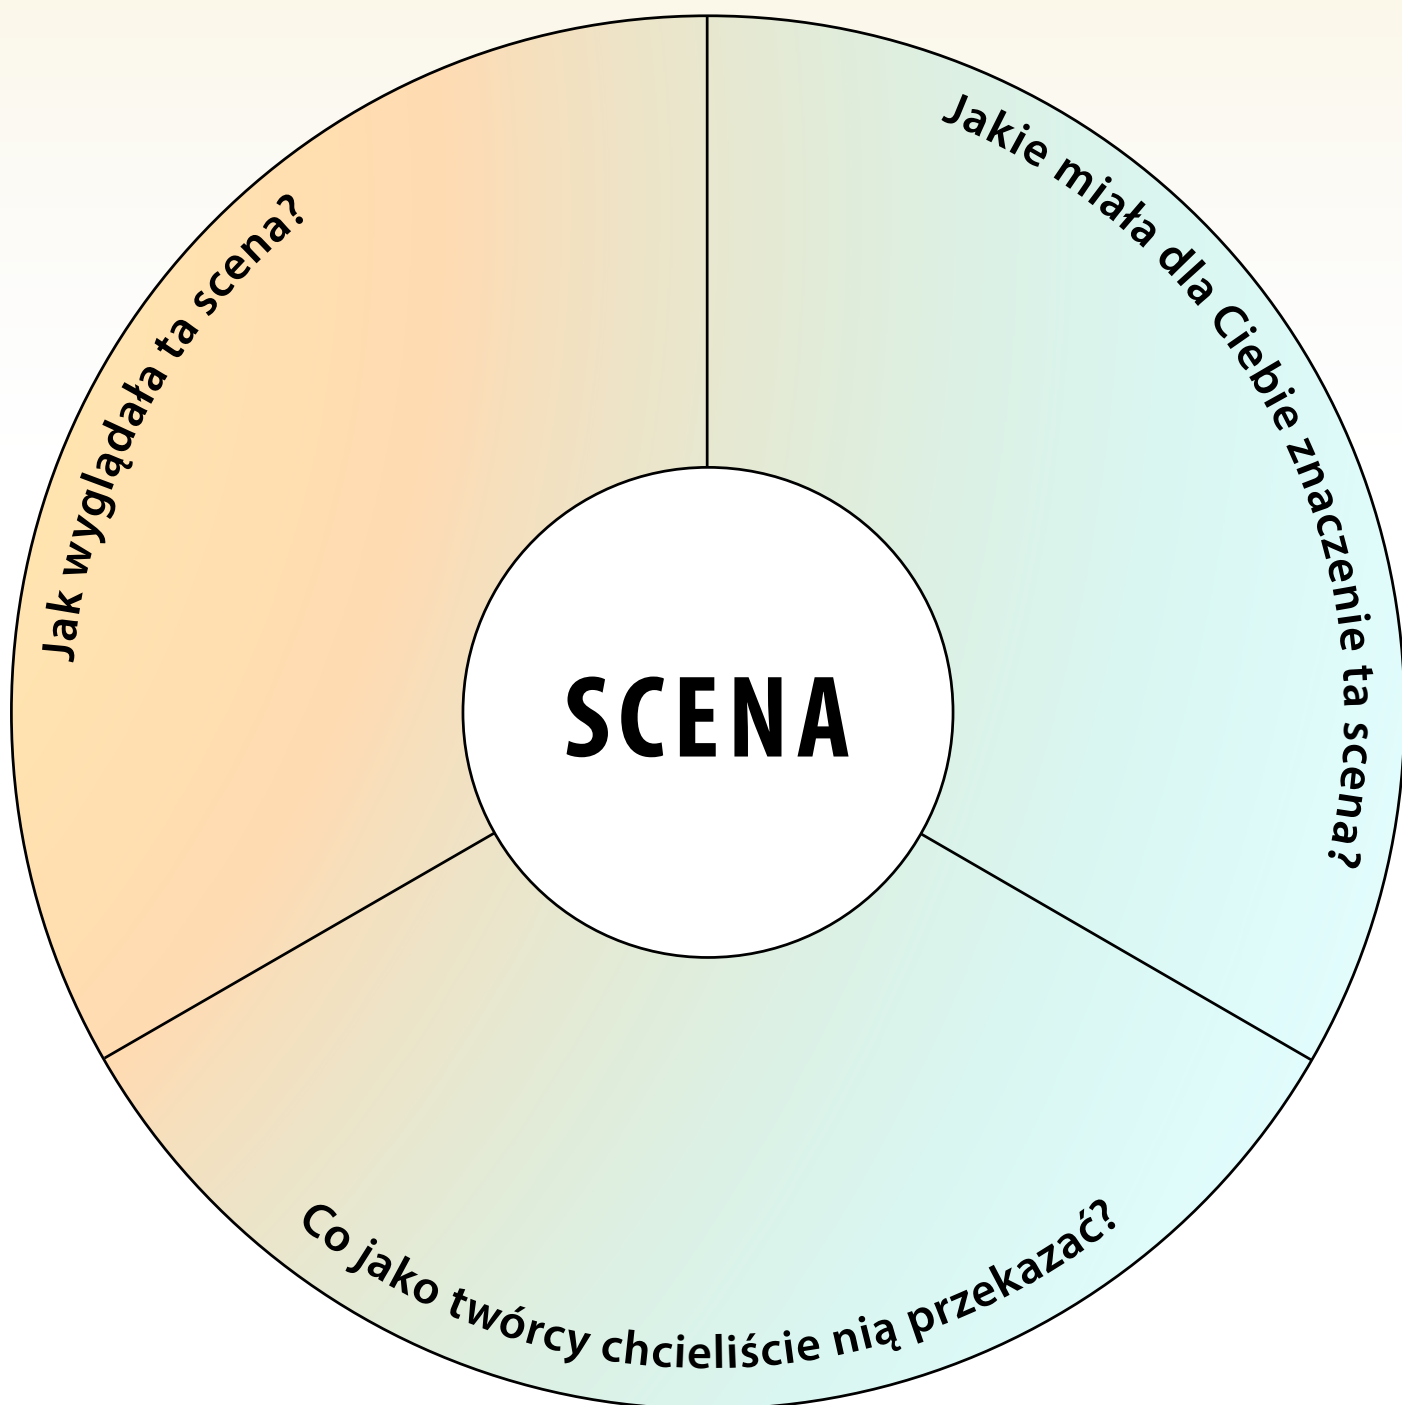 Jak wyglądała ta scena?
Jakie miała dla Ciebie znaczenie ta scena?
SCENA
Co jako twórcy chcieliście nią przekazać?